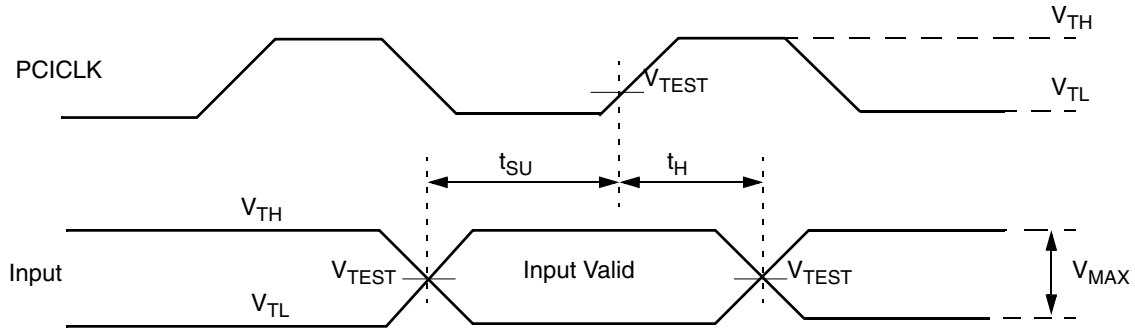 V_TH
PCICLK
V_TEST
V_TL
t_SU
t_H
V_TH
Input
V_TEST
Input Valid
V_TEST
V_MAX
V_TL